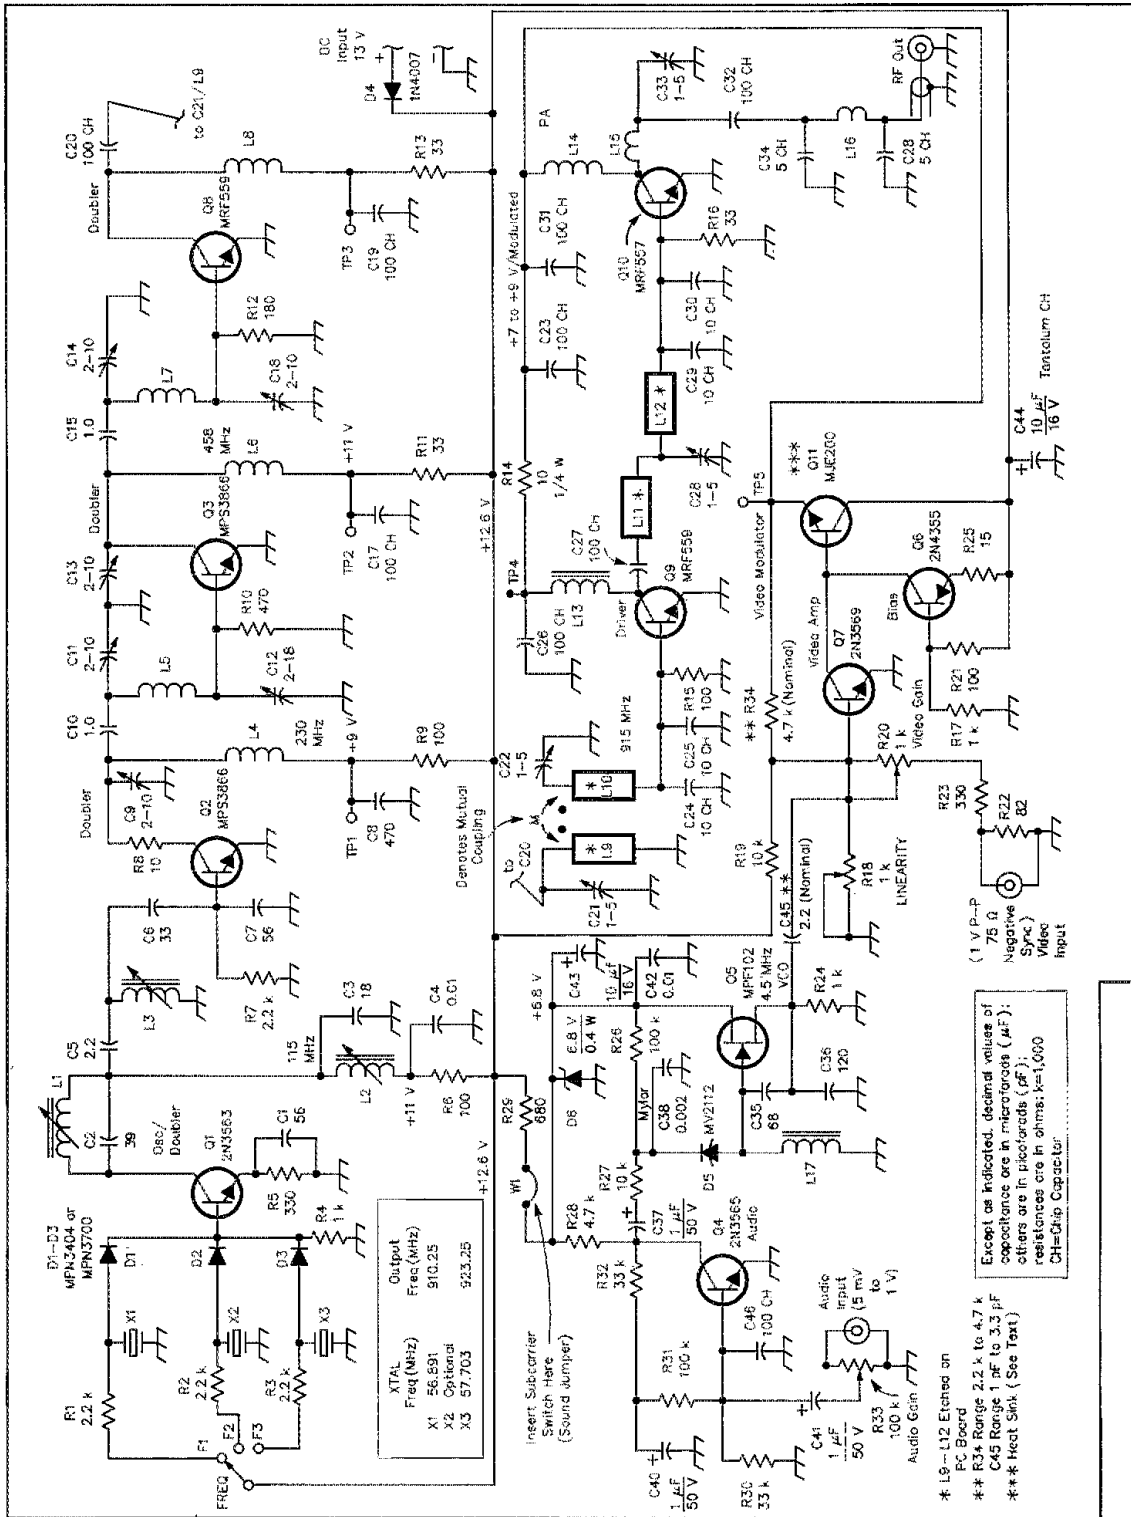 D1-D3
MPN3404 or
MPN3700
R1
2.2 k
X1
D1
F1
FREQ
F2
F3
R2
2.2 k
X2
D2
R3
2.2 k
X3
D3
R4
1 k
Osc/
Doubler
Q1
2N3563
R5
330
C1
56
C2
39
L1
C5
2.2
L3
115
MHz
C3
18
L2
+11 V
C4
0.01
R6
100
C6
33
C7
56
R7
2.2 k
Doubler
R8
10
C9
2-10
Q2
MPS3866
L4
230
MHz
+9 V
TP1
C8
470
R9
100
C10
1.0
C11
2-10
L5
C12
2-18
R10
470
C13
2-10
Doubler
Q3
MPS3866
458
MHz
L6
+11 V
TP2
C17
100 CH
R11
33
C15
1.0
C14
2-10
L7
C18
2-10
R12
180
Doubler
Q8
MRF559
L8
TP3
C19
100 CH
R13
33
C20
100 CH
to C21/L9
DC
Input
13 V
+
−
D4
1N4007
XTAL
Freq (MHz)
Output
Freq (MHz)
X1 56.891 910.25
X2 Optional
X3 57.703 923.25
+12.6 V
+12.6 V
Insert Subcarrier
Switch Here
(Sound Jumper)
W1
R29
680
D6
6.8 V
0.4 W
+6.8 V
C43
10 µF
16 V
C42
0.01
R28
4.7 k
R32
33 k
R27
10 k
C37
1 µF
50 V
R26
100 k
Mylar
C38
0.002
D5
MV2112
Q5
MPF102
4.5 MHz
VCO
C35
68
C36
120
L17
R24
1 k
C45 **
2.2 (Nominal)
Q4
2N3565
Audio
R31
100 k
C40
1 µF
50 V
R30
33 k
C46
100 CH
C41
1 µF
50 V
Audio
Input
(5 mV
to
1 V)
R33
100 k
Audio Gain
Denotes Mutual
Coupling
M
to
C20
C21
1-5
L9 *
L10 *
C22
1-5
915 MHz
C24
10 CH
C25
10 CH
R15
100
TP4
C26
100 CH
L13
Driver
Q9
MRF559
C27
100 CH
R14
10
1/4 W
L11 *
C28
1-5
L12 *
C29
10 CH
C30
10 CH
+7 to +9 V/Modulated
C23
100 CH
C31
100 CH
Q10
MRF557
R16
33
PA
L14
L15
C33
1-5
C32
100 CH
C34
5 CH
L16
C28
5 CH
RF Out
R19
10 k
** R34
4.7 k (Nominal)
Video Modulator
TP5
***
Q11
MJE200
Video Amp
Q7
2N3569
Bias
Q6
2N4355
R25
15
R21
100
R17
1 k
C44
10 µF
16 V
Tantalum CH
R18
1 k
LINEARITY
R20
1 k
Video Gain
R23
330
R22
82
(1 V P-P
75 Ω
Negative
Sync)
Video
Input
Except as indicated, decimal values of
capacitance are in microfarads (µF);
others are in picofarads (pF);
resistances are in ohms; k=1,000
CH=Chip Capacitor
* L9-L12 Etched on
PC Board
** R34 Range 2.2 k to 4.7 k
C45 Range 1 pF to 3.3 pF
*** Heat Sink (See Text)